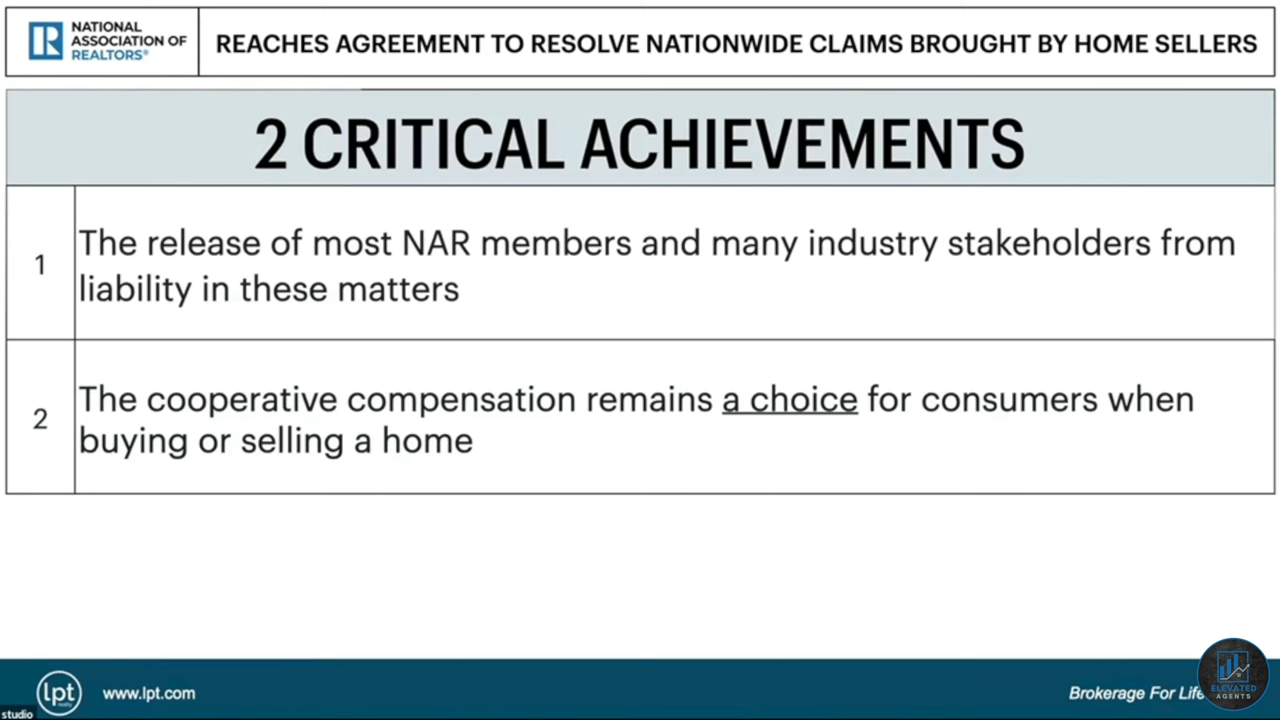 NATIONAL
ASSOCIATION OF
REALTORS®
REACHES AGREEMENT TO RESOLVE NATIONWIDE CLAIMS BROUGHT BY HOME SELLERS
2 CRITICAL ACHIEVEMENTS
1
The release of most NAR members and many industry stakeholders from
liability in these matters
2
The cooperative compensation remains a choice for consumers when
buying or selling a home
lpt
realty
www.lpt.com
Brokerage For Life
ELEVATED
AGENTS
studio